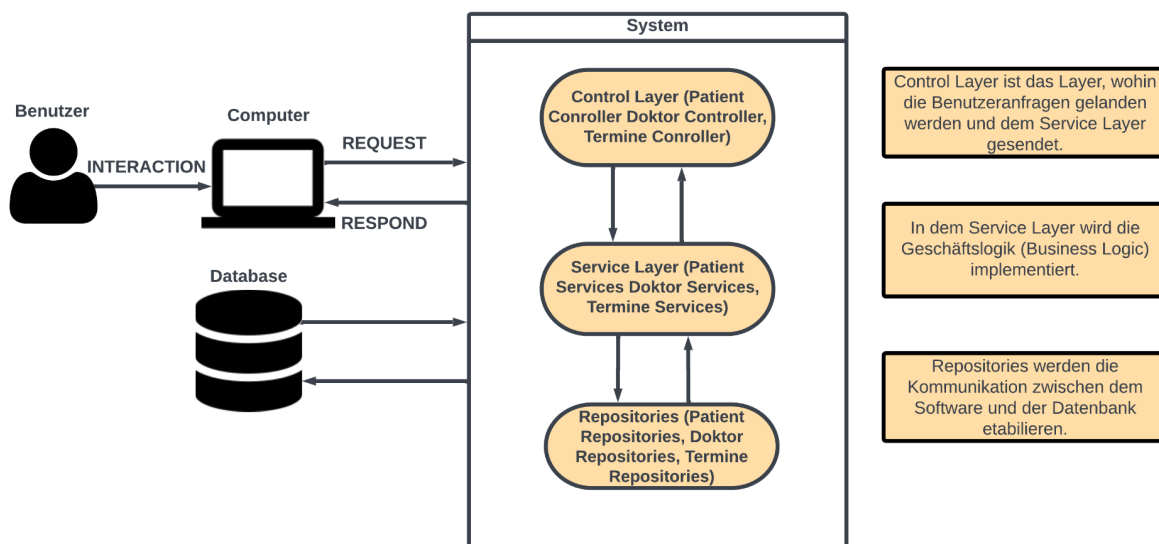 System
Benutzer
Computer
INTERACTION
REQUEST
RESPOND
Database
Control Layer (Patient
Conroller Doktor Controller,
Termine Conroller)
Service Layer (Patient
Services Doktor Services,
Termine Services)
Repositories (Patient
Repositories, Doktor
Repositories, Termine
Repositories)
Control Layer ist das Layer, wohin
die Benutzeranfragen gelanden
werden und dem Service Layer
gesendet.
In dem Service Layer wird die
Geschäftslogik (Business Logic)
implementiert.
Repositories werden die
Kommunikation zwischen dem
Software und der Datenbank
etabilieren.